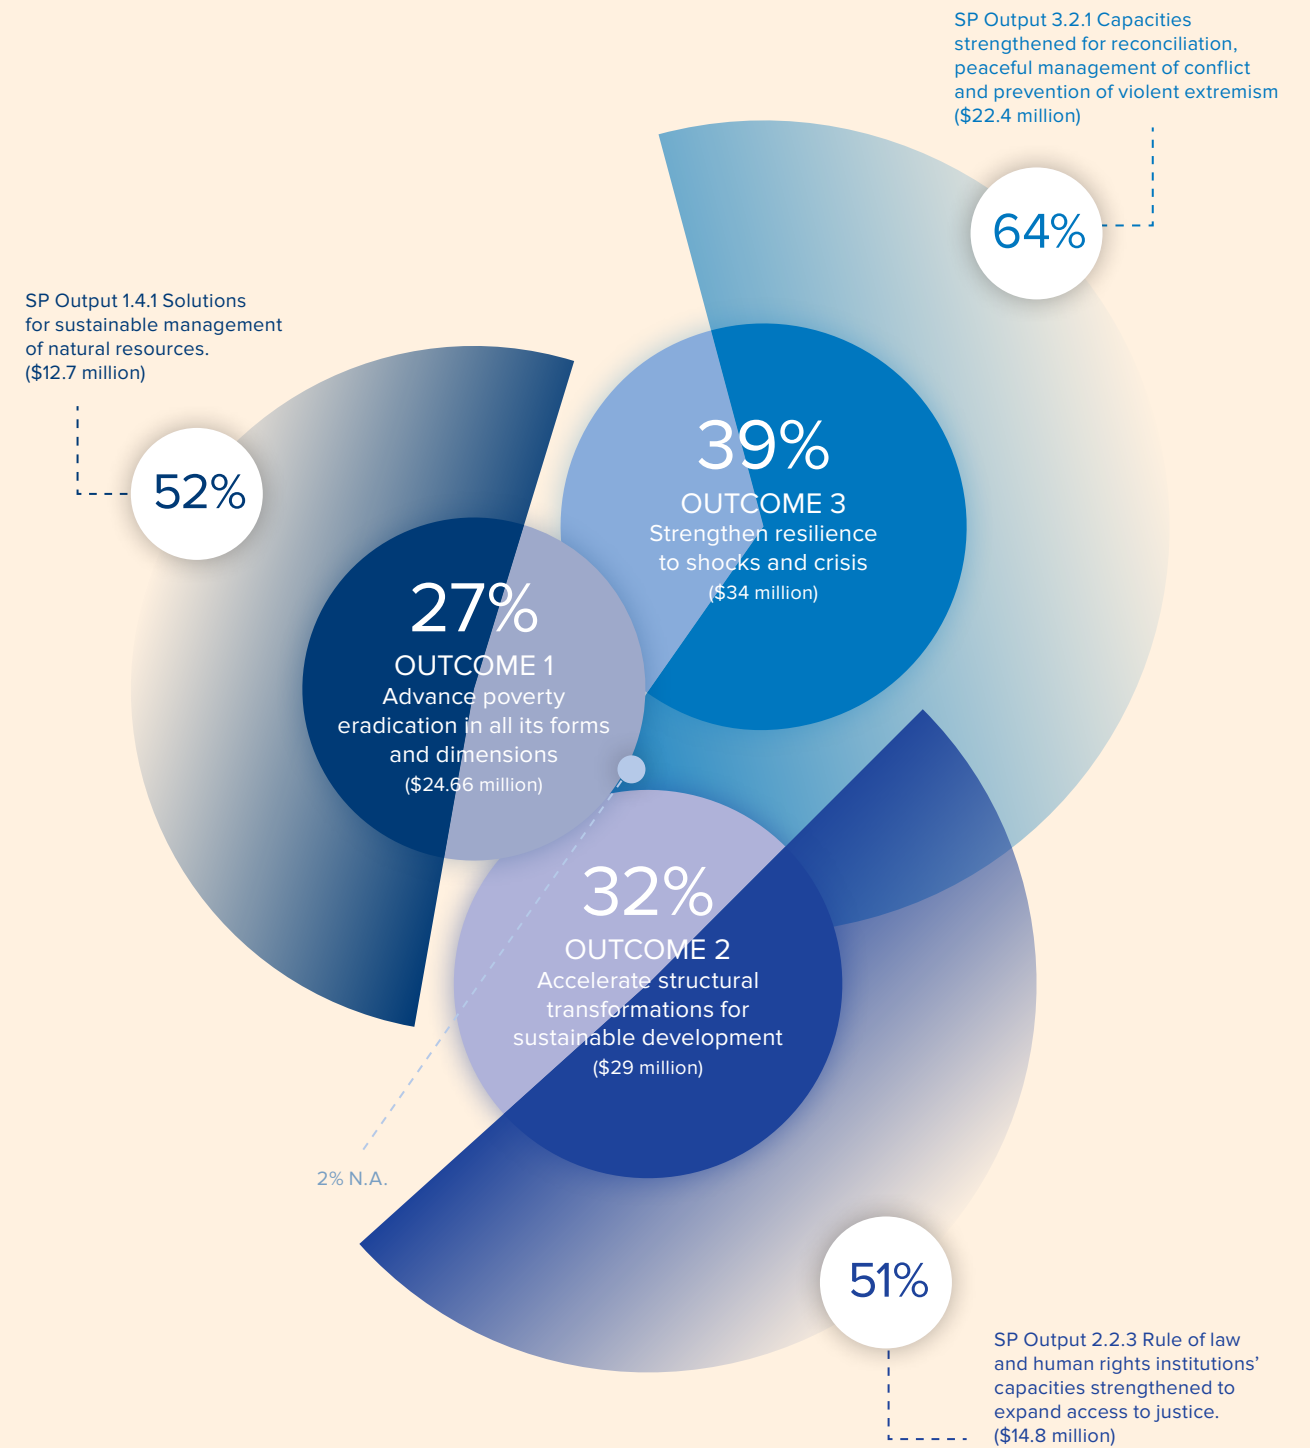 SP Output 3.2.1 Capacities
strengthened for reconciliation,
peaceful management of conflict
and prevention of violent extremism
($22.4 million)
64%
SP Output 1.4.1 Solutions
for sustainable management
of natural resources.
($12.7 million)
52%
39%
OUTCOME 3
Strengthen resilience
to shocks and crisis
($34 million)
27%
OUTCOME 1
Advance poverty
eradication in all its forms
and dimensions
($24.66 million)
32%
OUTCOME 2
Accelerate structural
transformations for
sustainable development
($29 million)
2% N.A.
51%
SP Output 2.2.3 Rule of law
and human rights institutions’
capacities strengthened to
expand access to justice.
($14.8 million)